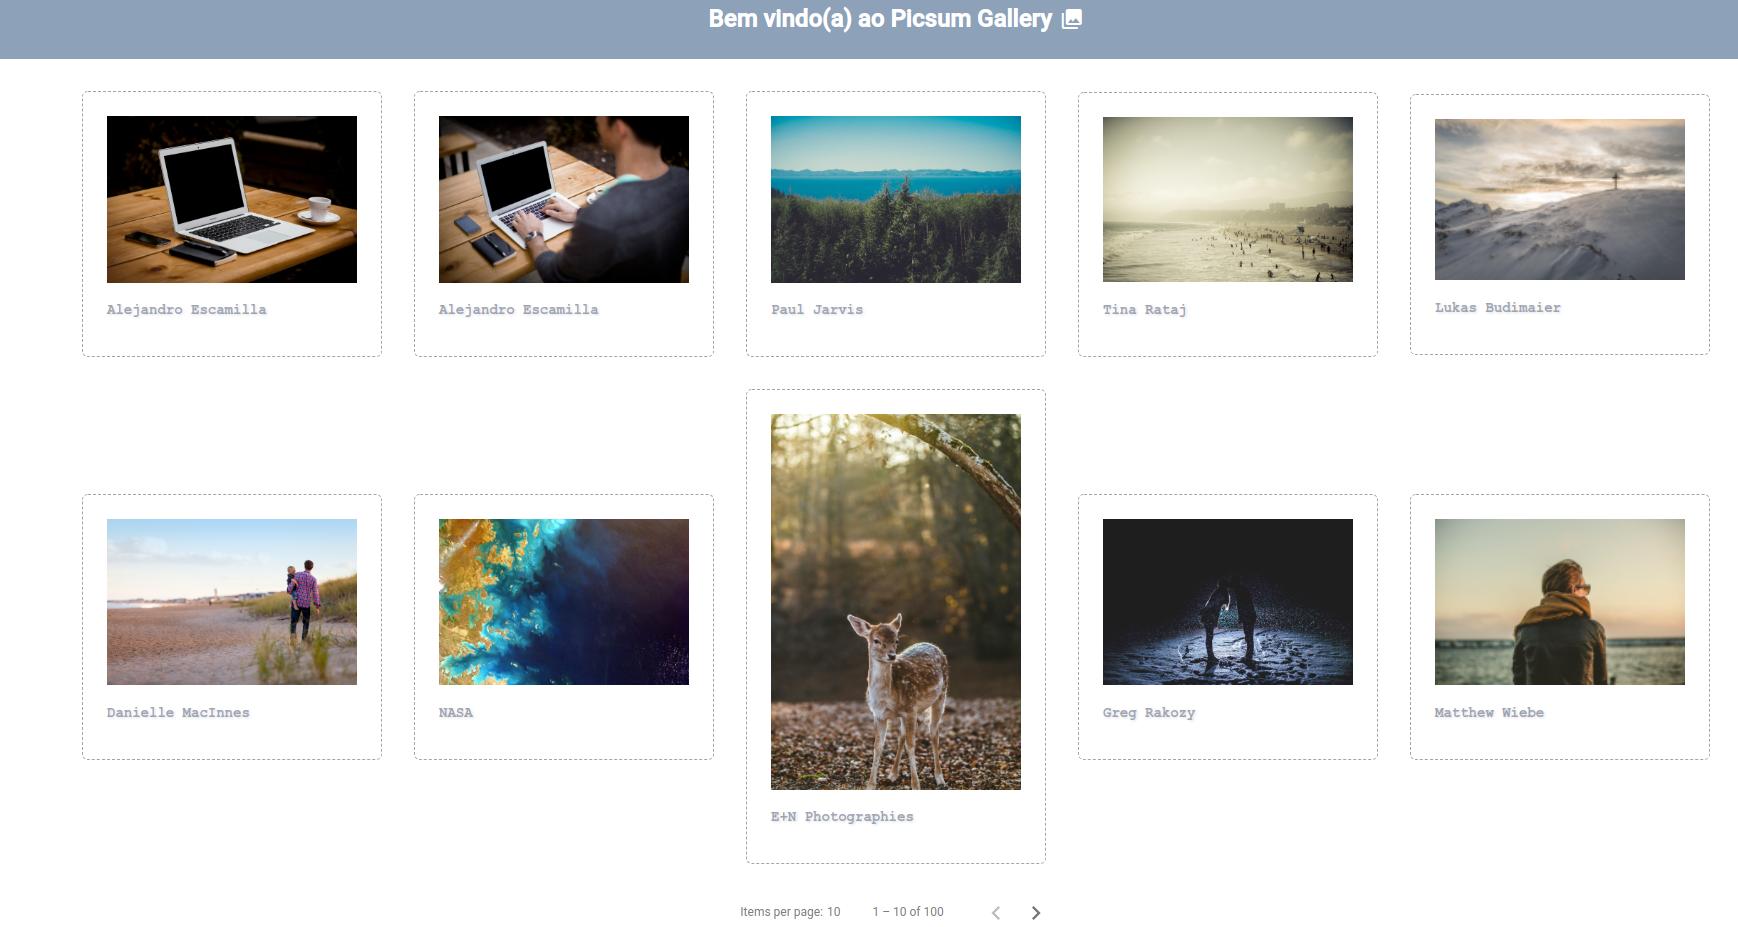 Bem vindo(a) ao Picsum Gallery
Alejandro Escamilla
Alejandro Escamilla
Paul Jarvis
Tina Rataj
Lukas Budimaier
Danielle MacInnes
NASA
E+N Photographies
Greg Rakozy
Matthew Wiebe
Items per page: 10
1 – 10 of 100